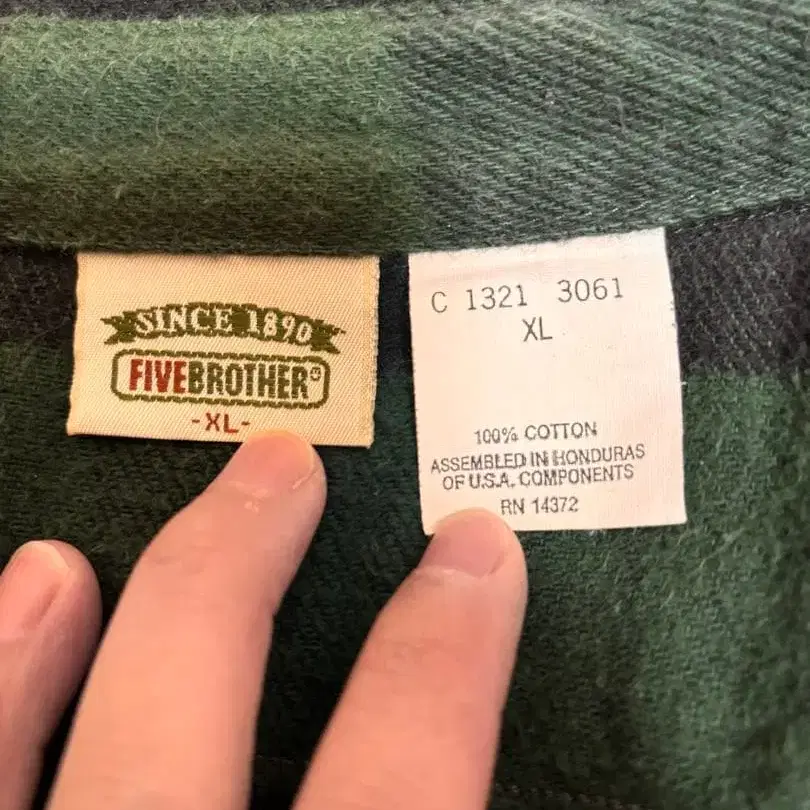 SINCE 1890
FIVEBROTHER®
-XL-
C 1321 3061
XL
100% COTTON
ASSEMBLED IN HONDURAS
OF U.S.A. COMPONENTS
RN 14372